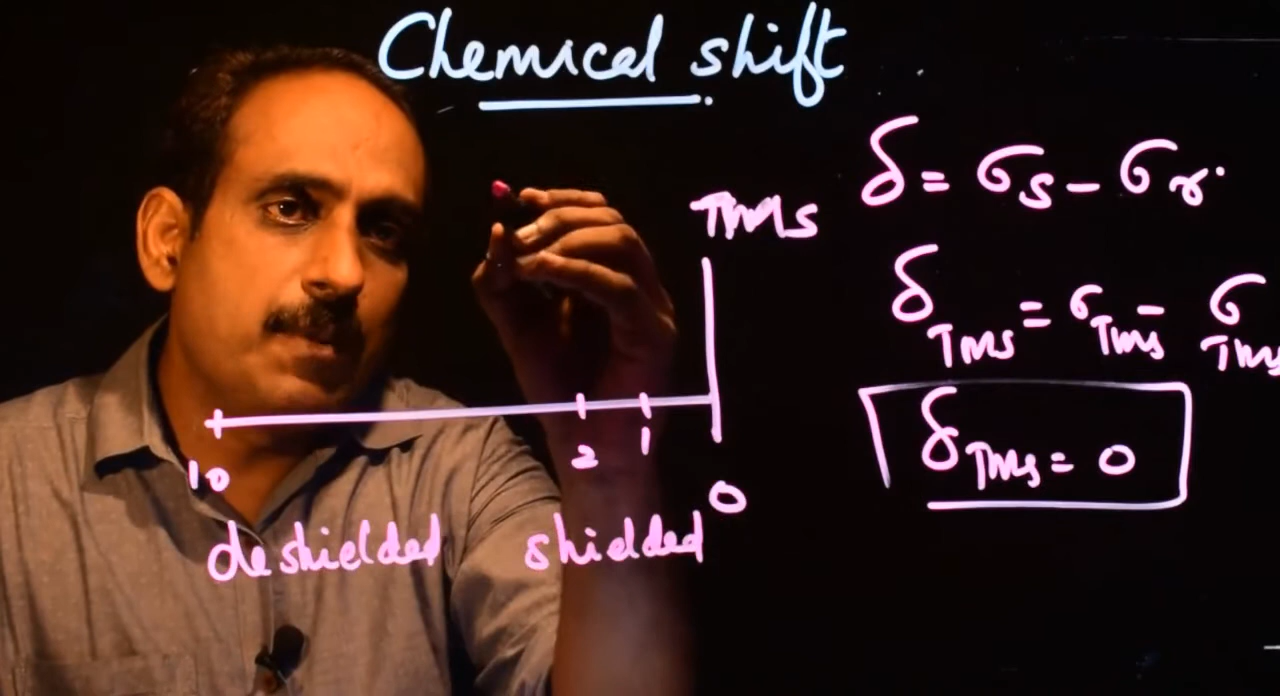 Chemical shift
δ = σs - σr.
TMS
δTMS = σTMS - σTMS
δTMS = 0
10 2 1 0
deshielded shielded